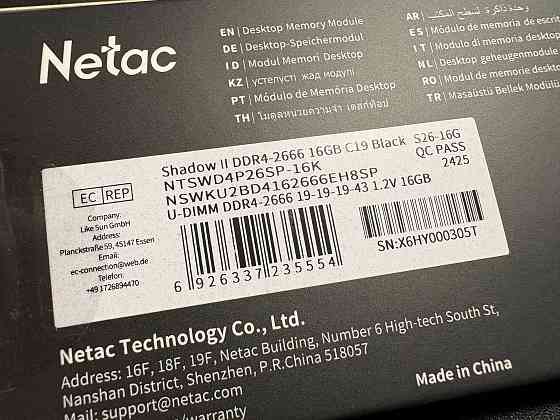 Netac
EN | Desktop Memory Module
DE | Desktop-Speichermodul
ID | Modul Memori Desktop
KZ | үстелүсті жад модулі
PT | Módulo de Memória Desktop
TH | โมดูลหน่วยความจำ เดสก์ท็อป
AR | وحدة ذاكرة لسطح المكتب
ES | Módulo de memoria de escri
IT | Modulo di memoria desktop
NL | Desktop geheugenmodule
RO | Modul de memorie desktop
TR | Masaüstü Bellek Modülü
Shadow II DDR4-2666 16GB C19 Black S26-16G
NTSWD4P26SP-16K QC PASS
NSWKU2BD4162666EH8SP 2425
U-DIMM DDR4-2666 19-19-19-43 1.2V 16GB
EC REP
Company:
Like Sun GmbH
Address:
Planckstraße 59, 45147 Essen
Email:
ec-connection@web.de
Telefon:
+49 1726894470
6 926337 235554
SN:X6HY000305T
Netac Technology Co., Ltd.
Address: 16F, 18F, 19F, Netac Building, Number 6 High-tech South St,
Nanshan District, Shenzhen, P.R.China 518057
Mail: support@netac.com
/warranty
Made in China